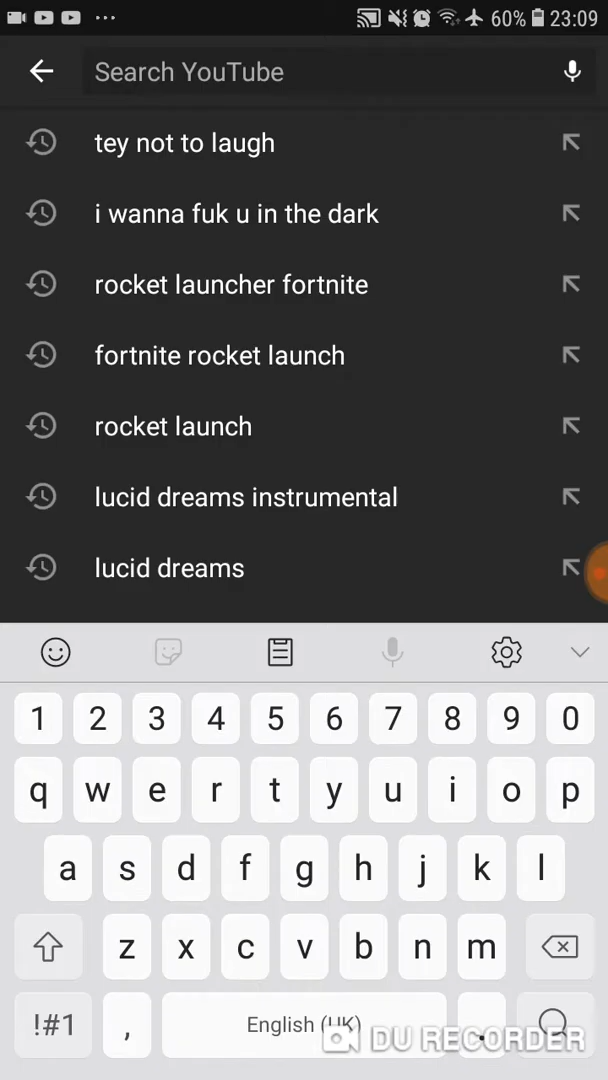 60% 23:09
Search YouTube
tey not to laugh
i wanna fuk u in the dark
rocket launcher fortnite
fortnite rocket launch
rocket launch
lucid dreams instrumental
lucid dreams
1 2 3 4 5 6 7 8 9 0
q w e r t y u i o p
a s d f g h j k l
z x c v b n m
!#1 , English (UK) .
DU RECORDER